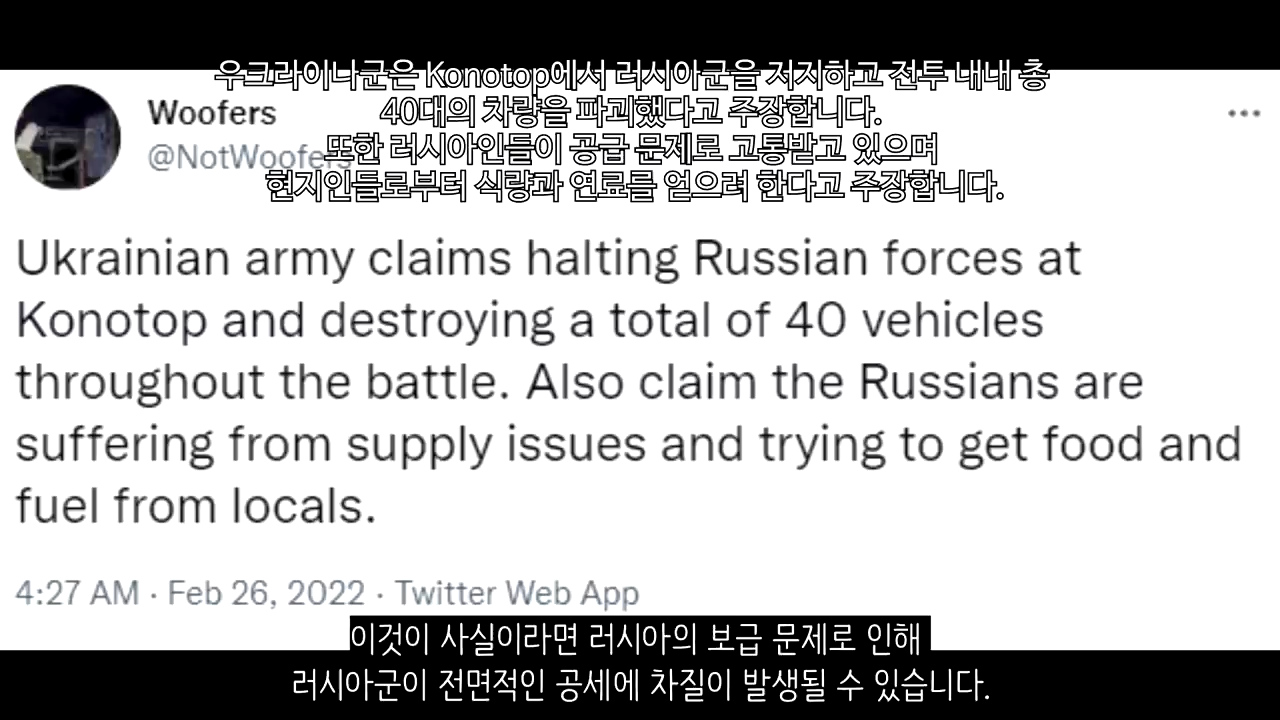 우크라이나군은 Konotop에서 러시아군을 저지하고 전투 내내 총
40대의 차량을 파괴했다고 주장합니다.
또한 러시아인들이 공급 문제로 고통받고 있으며
현지인들로부터 식량과 연료를 얻으려 한다고 주장합니다.
Woofers
@NotWoofers
Ukrainian army claims halting Russian forces at
Konotop and destroying a total of 40 vehicles
throughout the battle. Also claim the Russians are
suffering from supply issues and trying to get food and
fuel from locals.
4:27 AM · Feb 26, 2022 · Twitter Web App
이것이 사실이라면 러시아의 보급 문제로 인해
러시아군이 전면적인 공세에 차질이 발생될 수 있습니다.